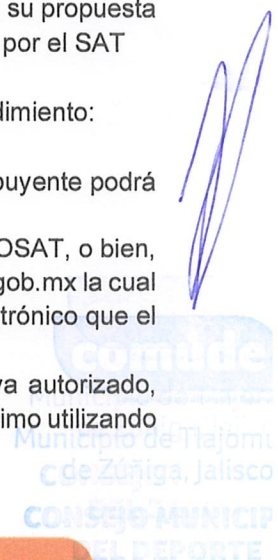 su propuesta
por el SAT
dimiento:
buyente podrá
OSAT, o bien,
gob.mx la cual
trónico que el
va autorizado,
imo utilizando
comude
Municipio de Tlajomu
de Zúñiga, Jalisco
CONSEJO MUNICIP
DEL DEPORTE